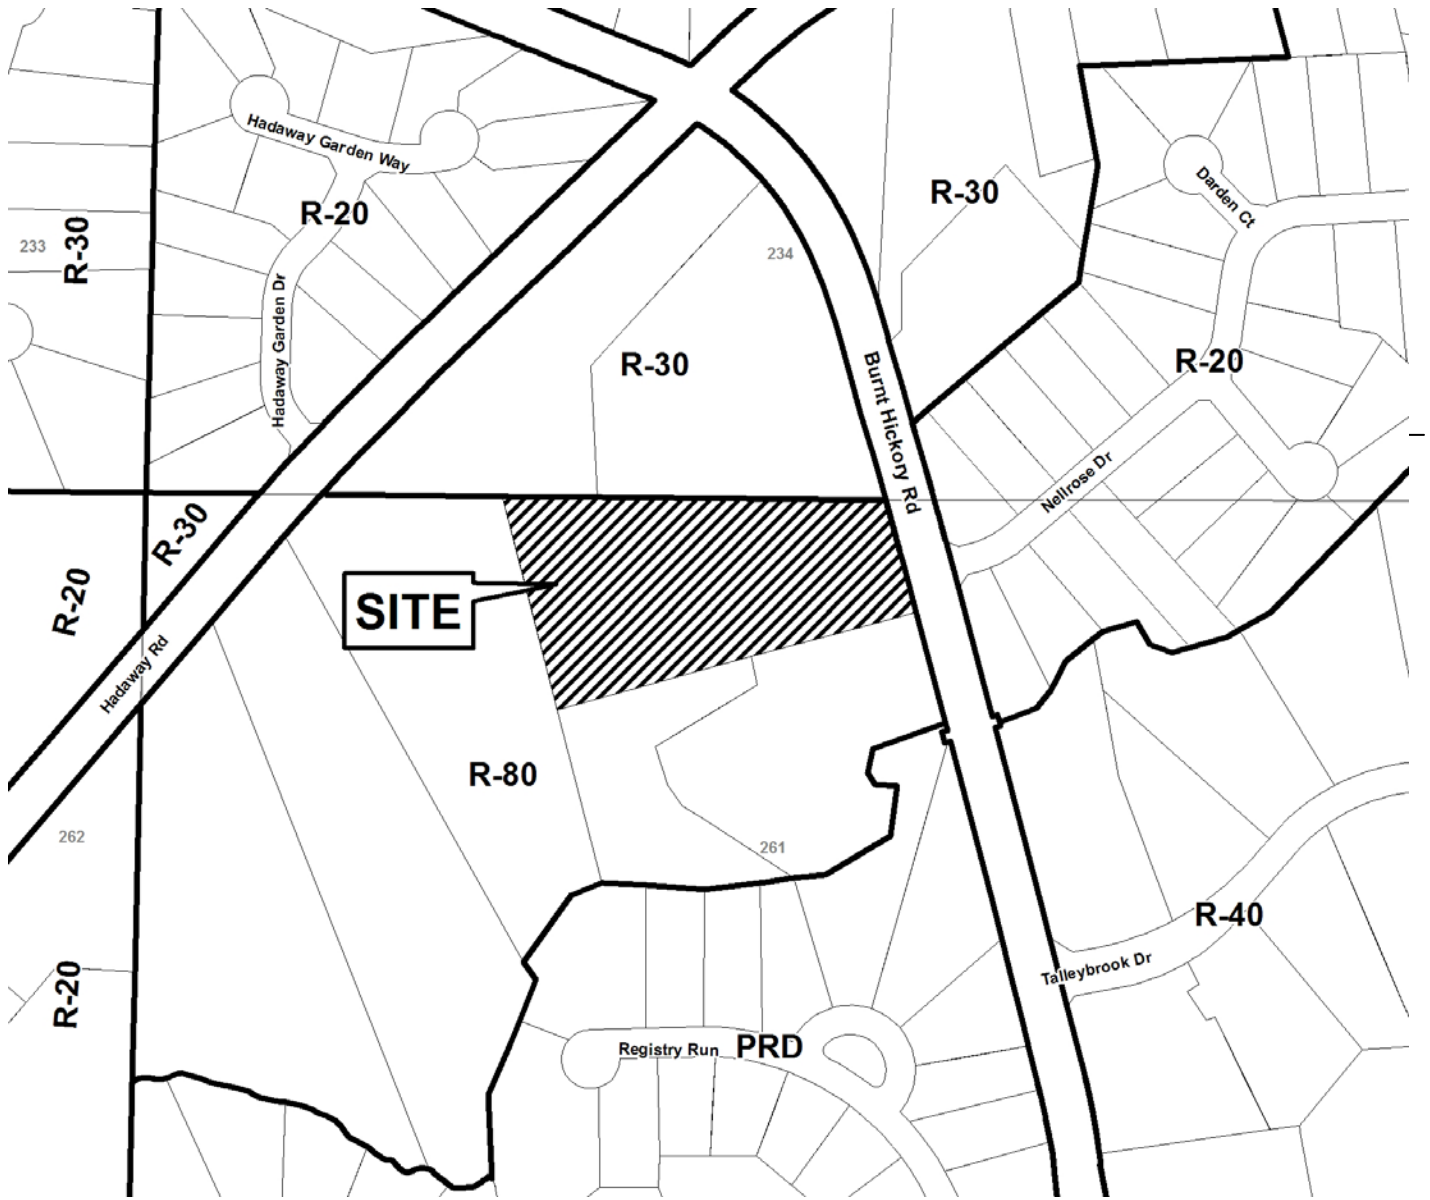 Hadaway Garden Way
R-20
R-30
Darden Ct
233
R-30
234
Hadaway Garden Dr
R-30
Burnt Hickory Rd
R-20
Nellrose Dr
R-30
R-20
SITE
Hadaway Rd
R-80
262
261
R-40
Talleybrook Dr
R-20
Registry Run
PRD